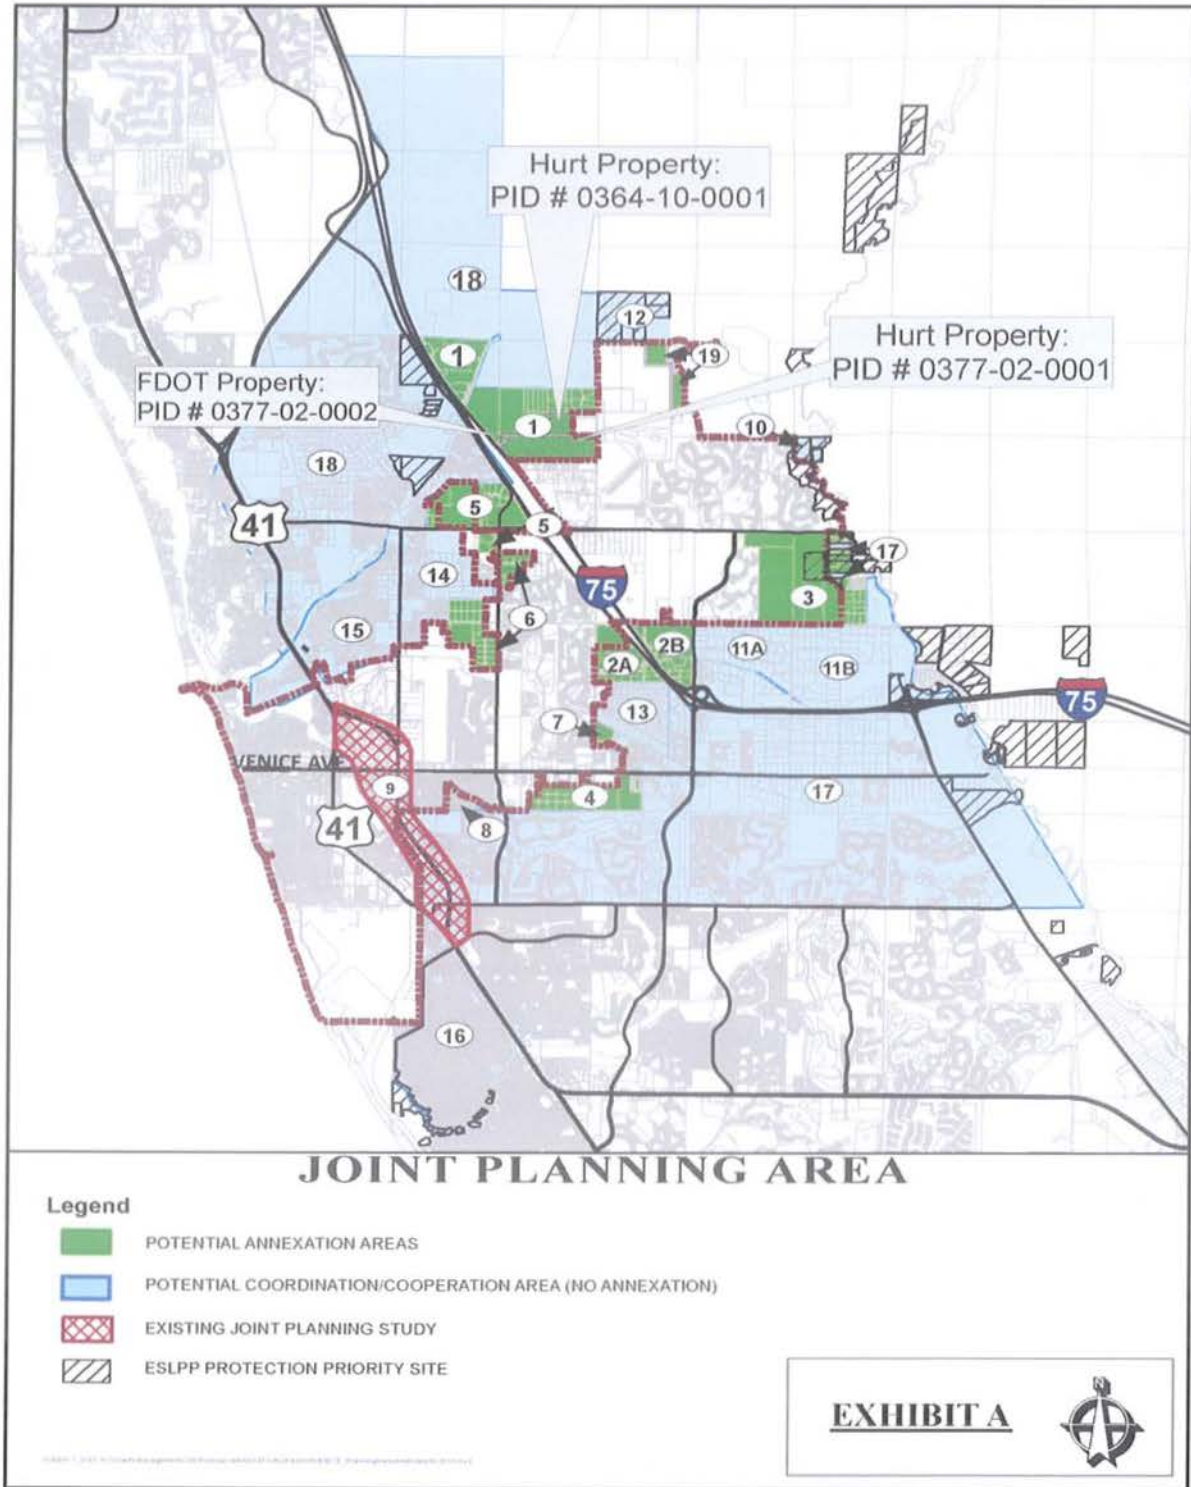 Hurt Property:
PID # 0364-10-0001
18
12
Hurt Property:
PID # 0377-02-0001
19
1
FDOT Property:
PID # 0377-02-0002
1
10
18
5
41
5
17
14
75
3
6
15
2B
11A
2A
11B
75
13
7
VENICE AVE
9
4
17
41
8
16
JOINT PLANNING AREA
Legend
POTENTIAL ANNEXATION AREAS
POTENTIAL COORDINATION/COOPERATION AREA (NO ANNEXATION)
EXISTING JOINT PLANNING STUDY
ESLPP PROTECTION PRIORITY SITE
EXHIBIT A
N